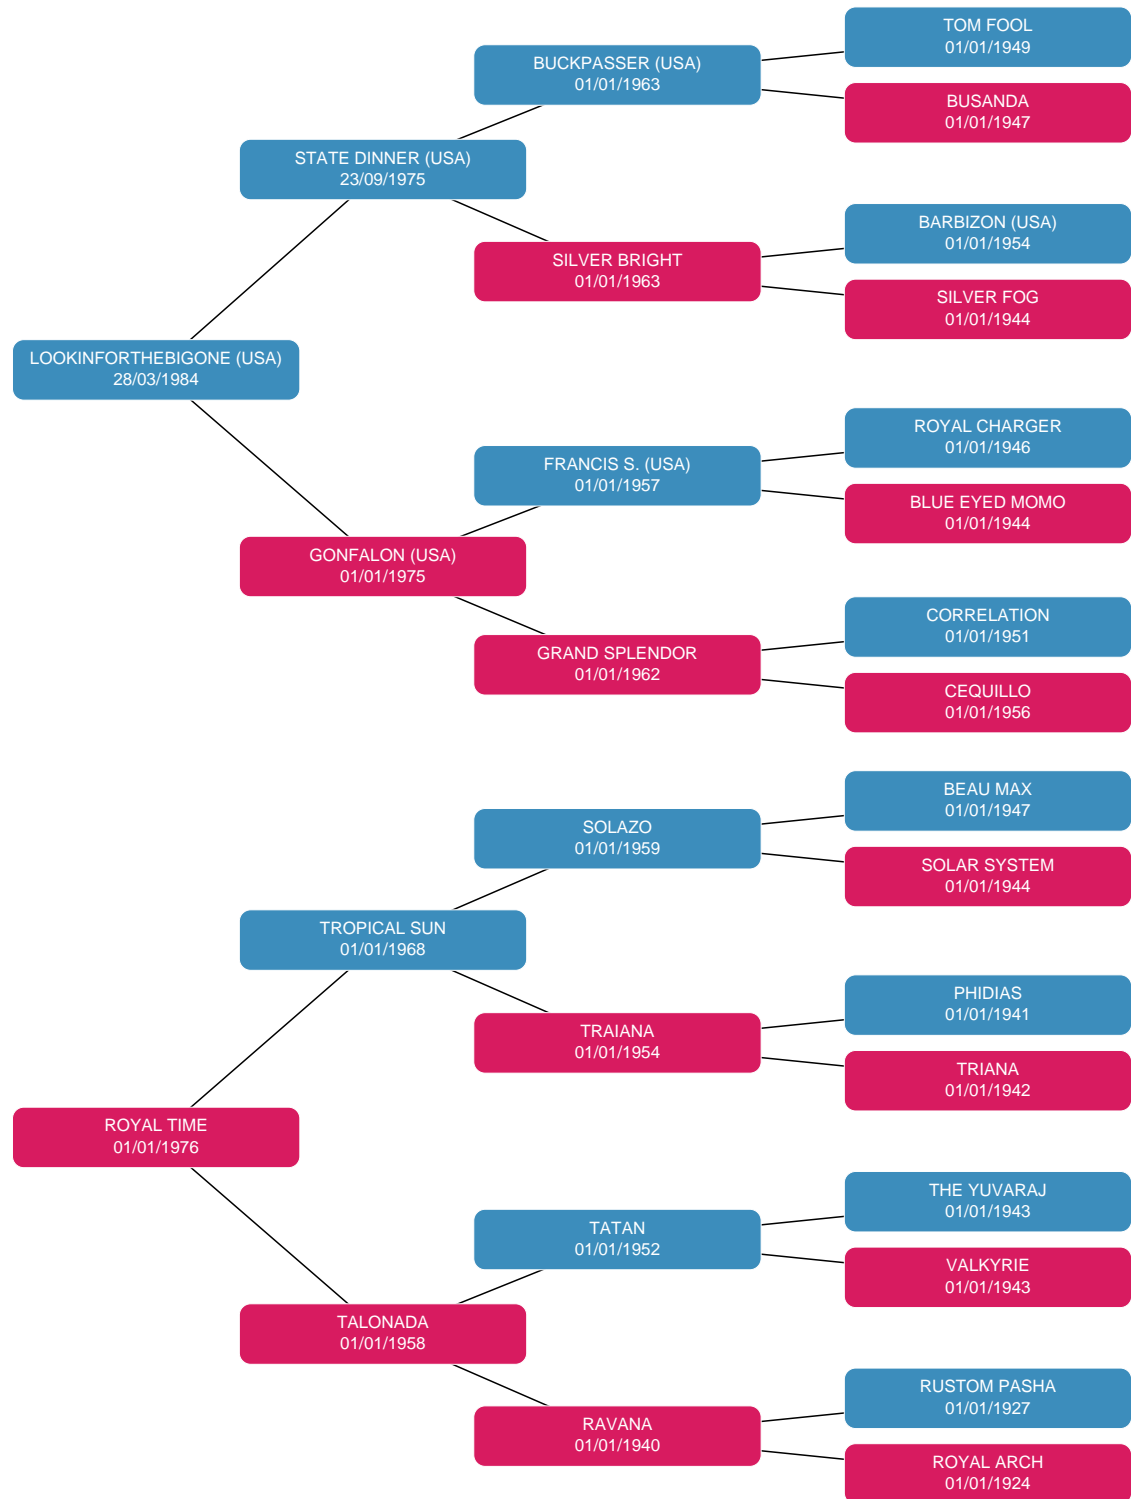 TOM FOOL
01/01/1949
BUCKPASSER (USA)
01/01/1963
BUSANDA
01/01/1947
STATE DINNER (USA)
23/09/1975
BARBIZON (USA)
01/01/1954
SILVER BRIGHT
01/01/1963
SILVER FOG
01/01/1944
LOOKINFORTHEBIGONE (USA)
28/03/1984
ROYAL CHARGER
01/01/1946
FRANCIS S. (USA)
01/01/1957
BLUE EYED MOMO
01/01/1944
GONFALON (USA)
01/01/1975
CORRELATION
01/01/1951
GRAND SPLENDOR
01/01/1962
CEQUILLO
01/01/1956
BEAU MAX
01/01/1947
SOLAZO
01/01/1959
SOLAR SYSTEM
01/01/1944
TROPICAL SUN
01/01/1968
PHIDIAS
01/01/1941
TRAIANA
01/01/1954
TRIANA
01/01/1942
ROYAL TIME
01/01/1976
THE YUVARAJ
01/01/1943
TATAN
01/01/1952
VALKYRIE
01/01/1943
TALONADA
01/01/1958
RUSTOM PASHA
01/01/1927
RAVANA
01/01/1940
ROYAL ARCH
01/01/1924